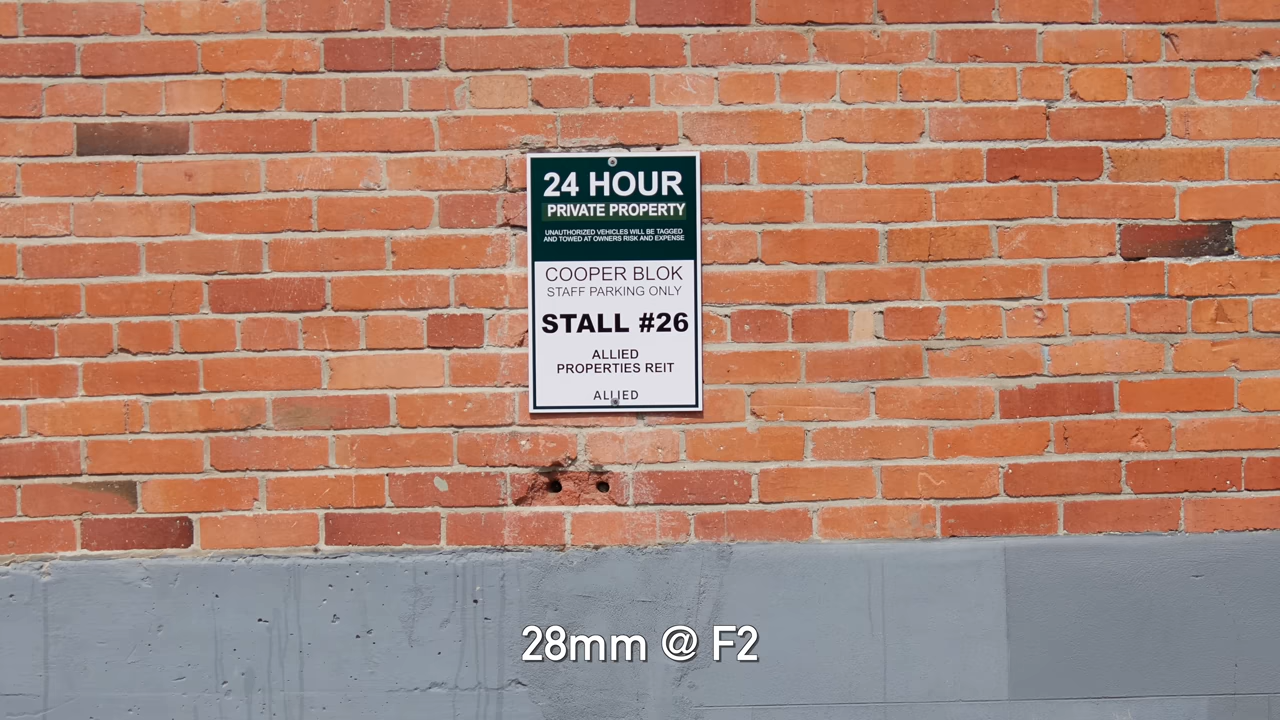 24 HOUR
PRIVATE PROPERTY
UNAUTHORIZED VEHICLES WILL BE TAGGED
AND TOWED AT OWNERS RISK AND EXPENSE
COOPER BLOK
STAFF PARKING ONLY
STALL #26
ALLIED
PROPERTIES REIT
ALLIED
28mm @ F2